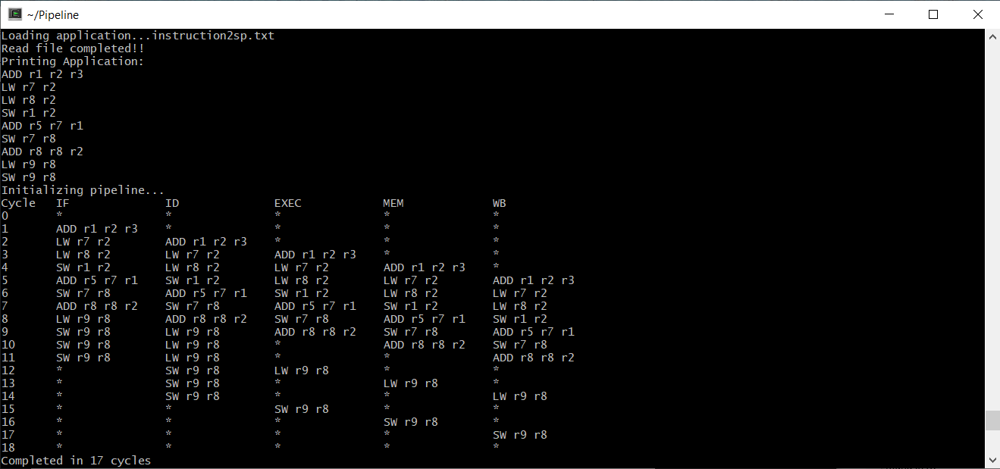 ~/Pipeline
Loading application...instruction2sp.txt
Read file completed!!
Printing Application:
ADD r1 r2 r3
LW r7 r2
LW r8 r2
SW r1 r2
ADD r5 r7 r1
SW r7 r8
ADD r8 r8 r2
LW r9 r8
SW r9 r8
Initializing pipeline...
Cycle IF ID EXEC MEM WB
0 * * * * *
1 ADD r1 r2 r3 * * * *
2 LW r7 r2 ADD r1 r2 r3 * * *
3 LW r8 r2 LW r7 r2 ADD r1 r2 r3 * *
4 SW r1 r2 LW r8 r2 LW r7 r2 ADD r1 r2 r3 *
5 ADD r5 r7 r1 SW r1 r2 LW r8 r2 LW r7 r2 ADD r1 r2 r3
6 SW r7 r8 ADD r5 r7 r1 SW r1 r2 LW r8 r2 LW r7 r2
7 ADD r8 r8 r2 SW r7 r8 ADD r5 r7 r1 SW r1 r2 LW r8 r2
8 LW r9 r8 ADD r8 r8 r2 SW r7 r8 ADD r5 r7 r1 SW r1 r2
9 SW r9 r8 LW r9 r8 ADD r8 r8 r2 SW r7 r8 ADD r5 r7 r1
10 SW r9 r8 LW r9 r8 * ADD r8 r8 r2 SW r7 r8
11 SW r9 r8 LW r9 r8 * * ADD r8 r8 r2
12 * SW r9 r8 LW r9 r8 * *
13 * SW r9 r8 * LW r9 r8 *
14 * SW r9 r8 * * LW r9 r8
15 * * SW r9 r8 * *
16 * * * SW r9 r8 *
17 * * * * SW r9 r8
18 * * * * *
Completed in 17 cycles